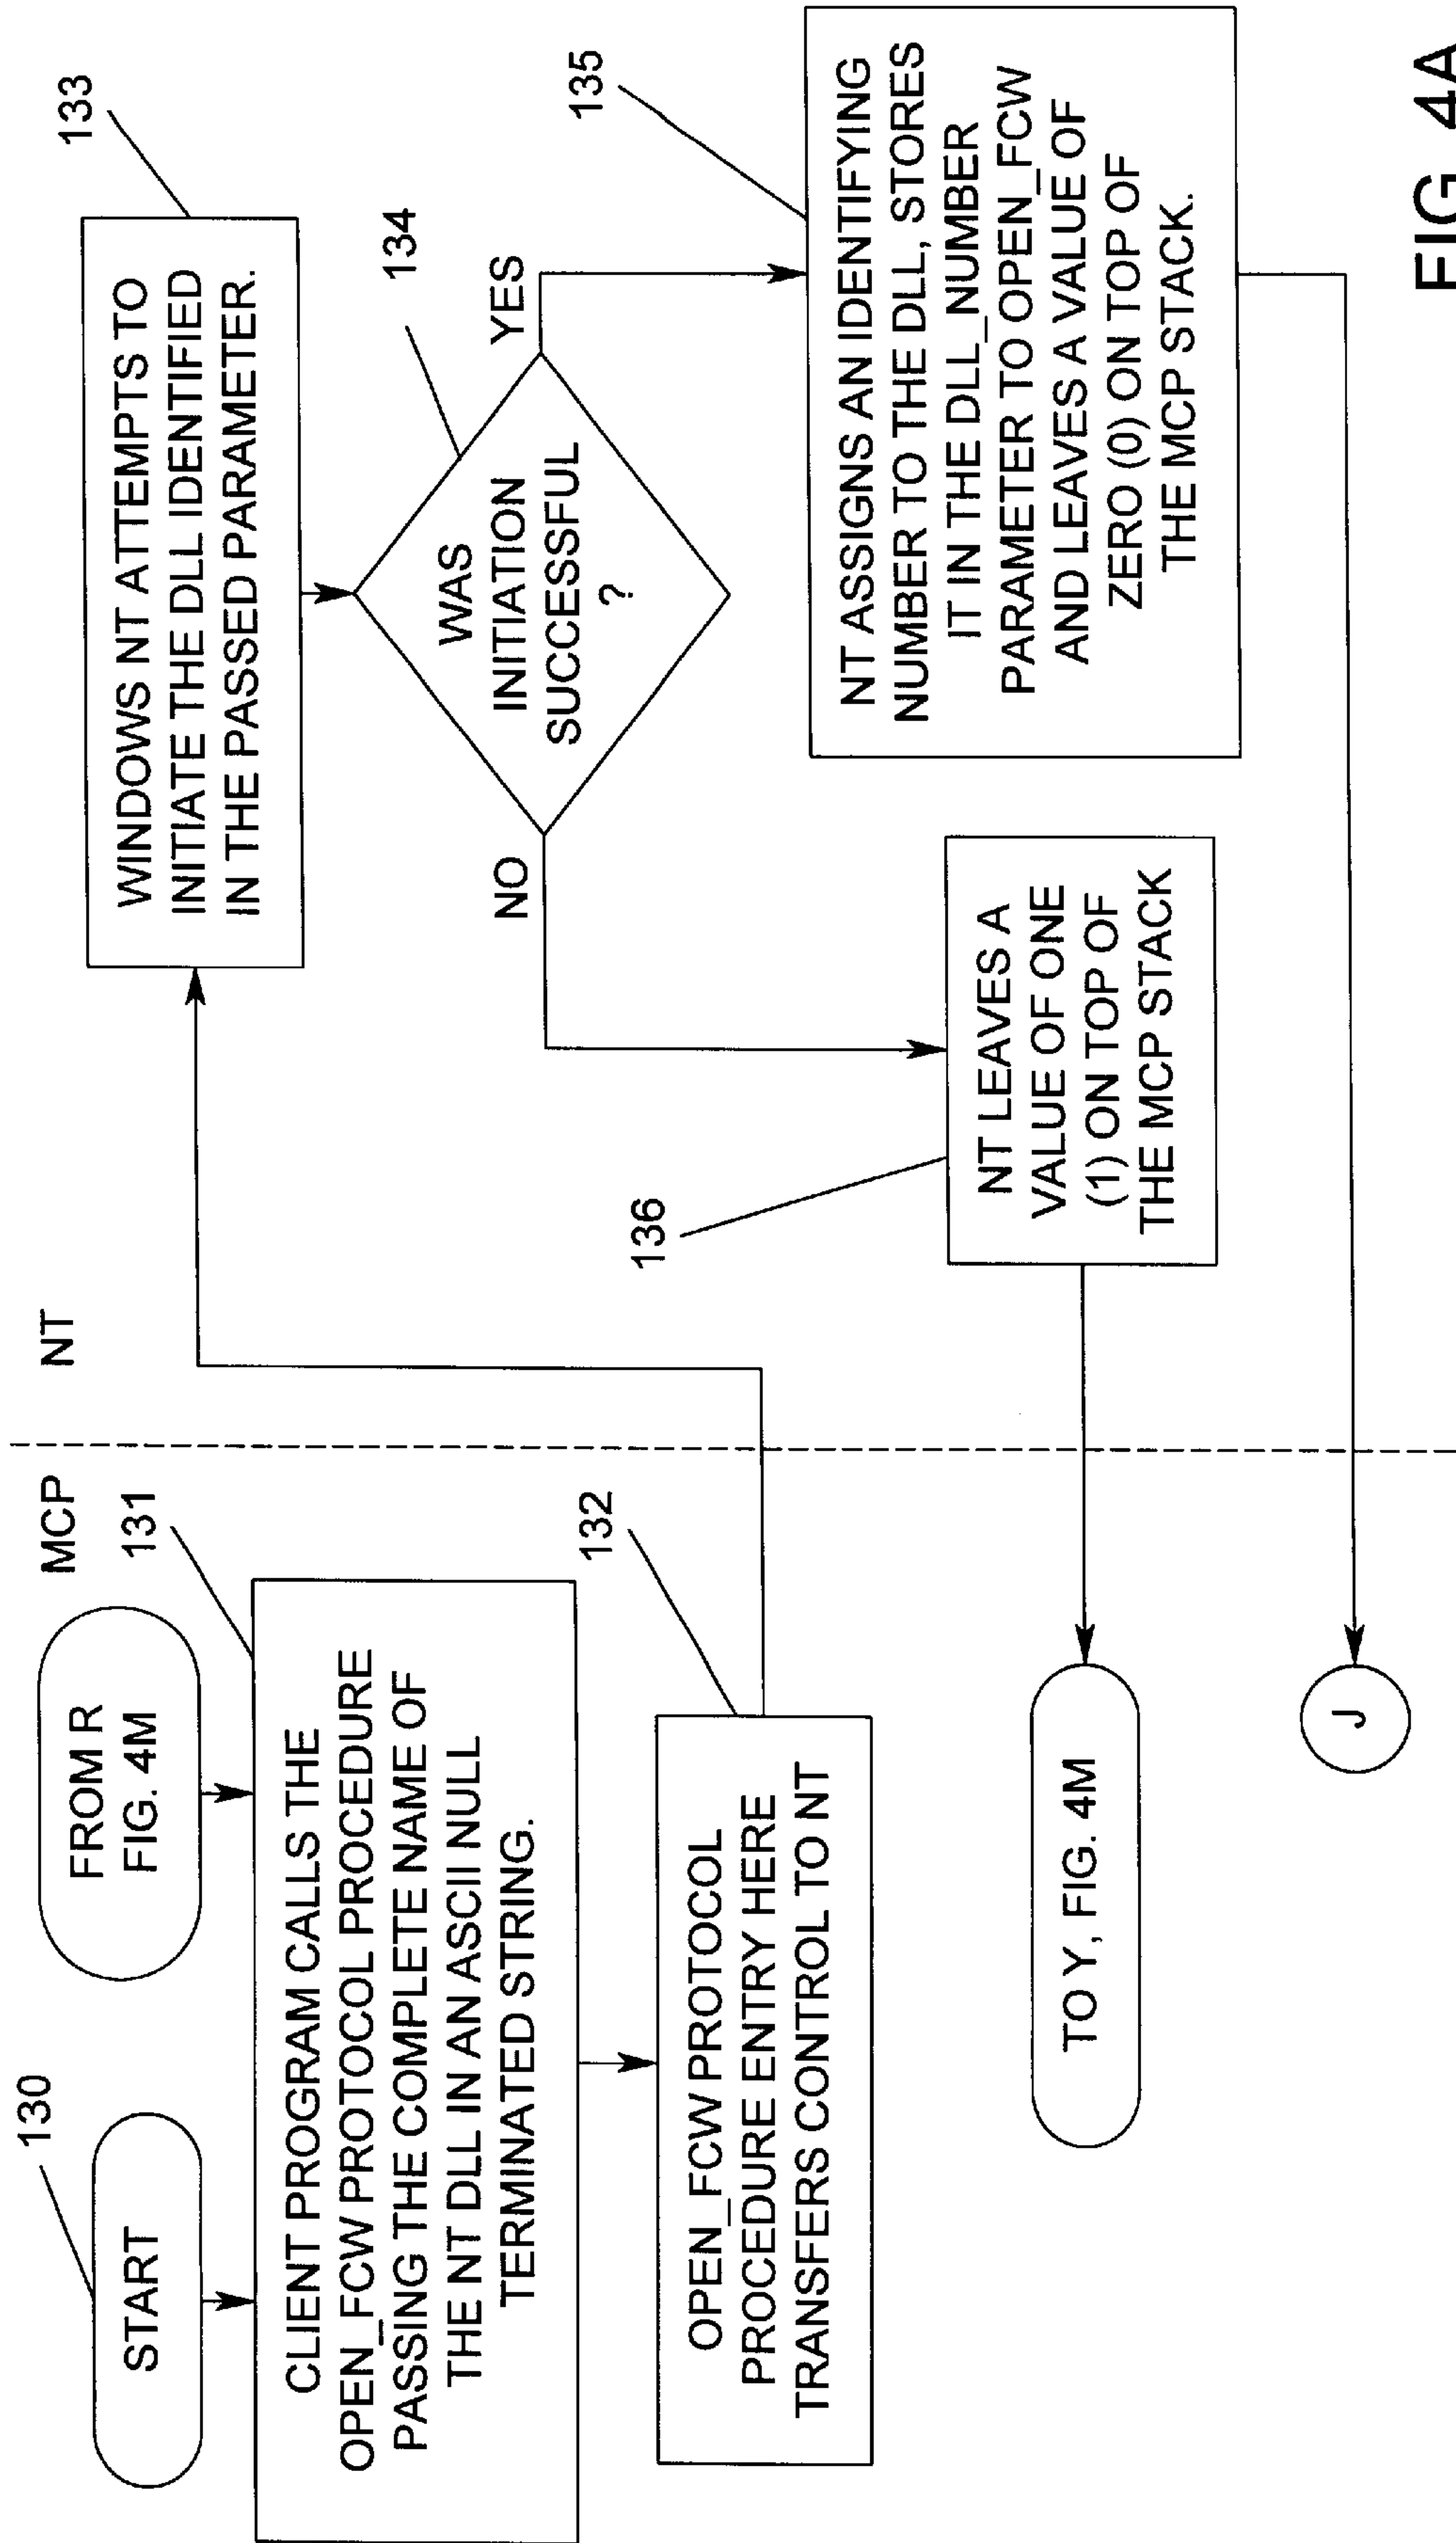 MCP
NT
130
START
FROM R
FIG. 4M
131
CLIENT PROGRAM CALLS THE
OPEN_FCW PROTOCOL PROCEDURE
PASSING THE COMPLETE NAME OF
THE NT DLL IN AN ASCII NULL
TERMINATED STRING.
132
OPEN_FCW PROTOCOL
PROCEDURE ENTRY HERE
TRANSFERS CONTROL TO NT
133
WINDOWS NT ATTEMPTS TO
INITIATE THE DLL IDENTIFIED
IN THE PASSED PARAMETER.
134
WAS
INITIATION
SUCCESSFUL
?
NO
YES
135
NT ASSIGNS AN IDENTIFYING
NUMBER TO THE DLL, STORES
IT IN THE DLL_NUMBER
PARAMETER TO OPEN_FCW
AND LEAVES A VALUE OF
ZERO (0) ON TOP OF
THE MCP STACK.
136
NT LEAVES A
VALUE OF ONE
(1) ON TOP OF
THE MCP STACK
TO Y, FIG. 4M
J
FIG 4A